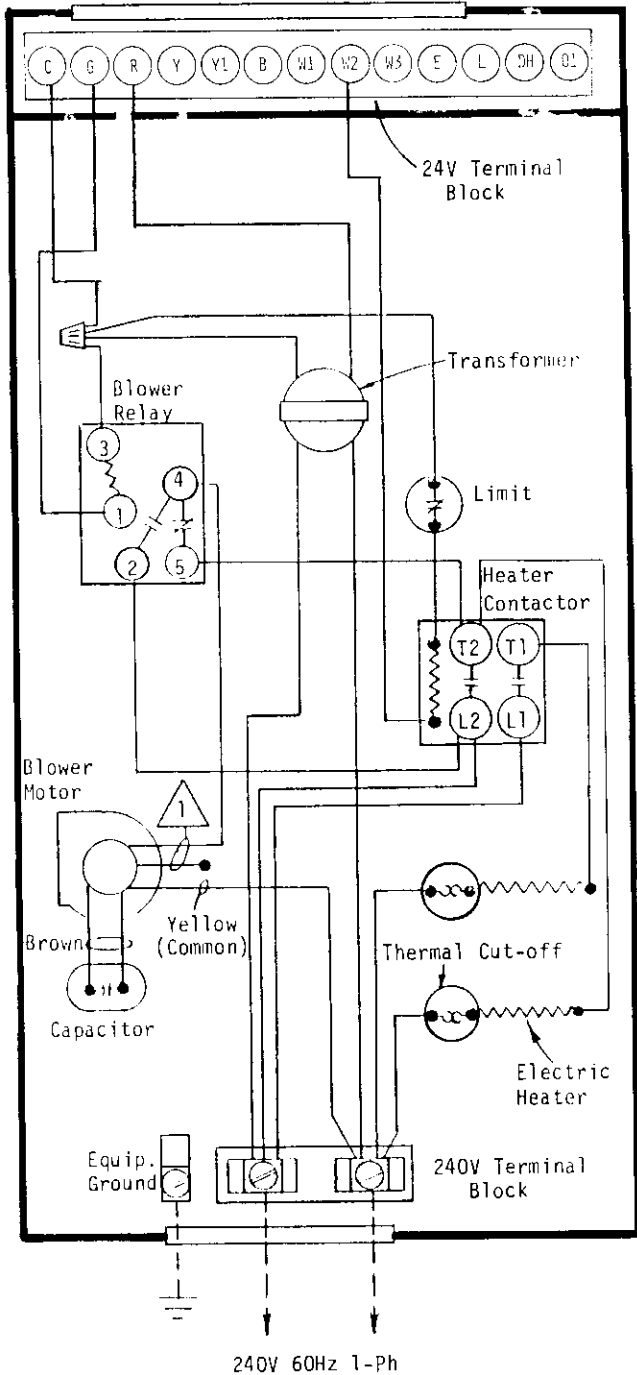 C G R Y Y1 B W1 W2 W3 E L DH O1
24V Terminal
Block
Transformer
Blower
Relay
3
4
1
2
5
Limit
Heater
Contactor
T2 T1
L2 L1
Blower
Motor
1
Yellow
(Common)
Brown
Capacitor
Thermal Cut-off
Electric
Heater
Equip.
Ground
240V Terminal
Block
240V 60Hz 1-Ph